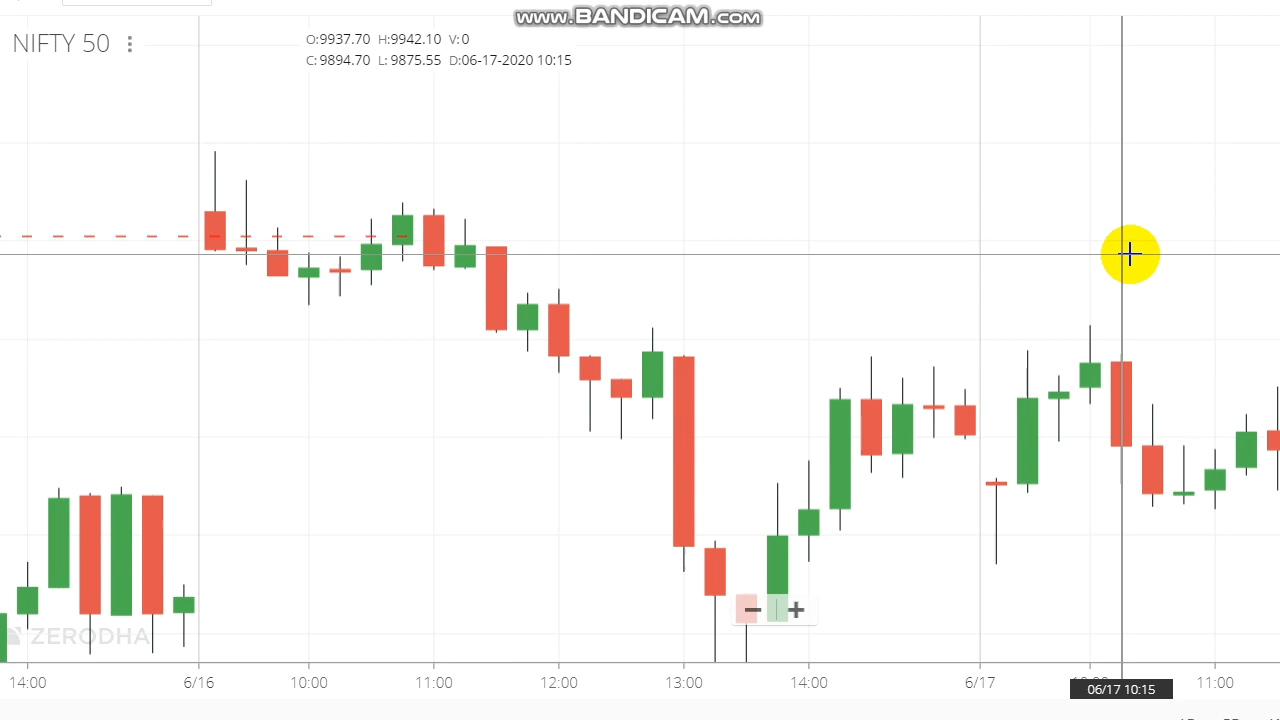 www.BANDICAM.com
NIFTY 50
O:9937.70 H:9942.10 V:0
C:9894.70 L:9875.55 D:06-17-2020 10:15
ZERODHA
14:00 6/16 10:00 11:00 12:00 13:00 14:00 6/17 11:00
06/17 10:15